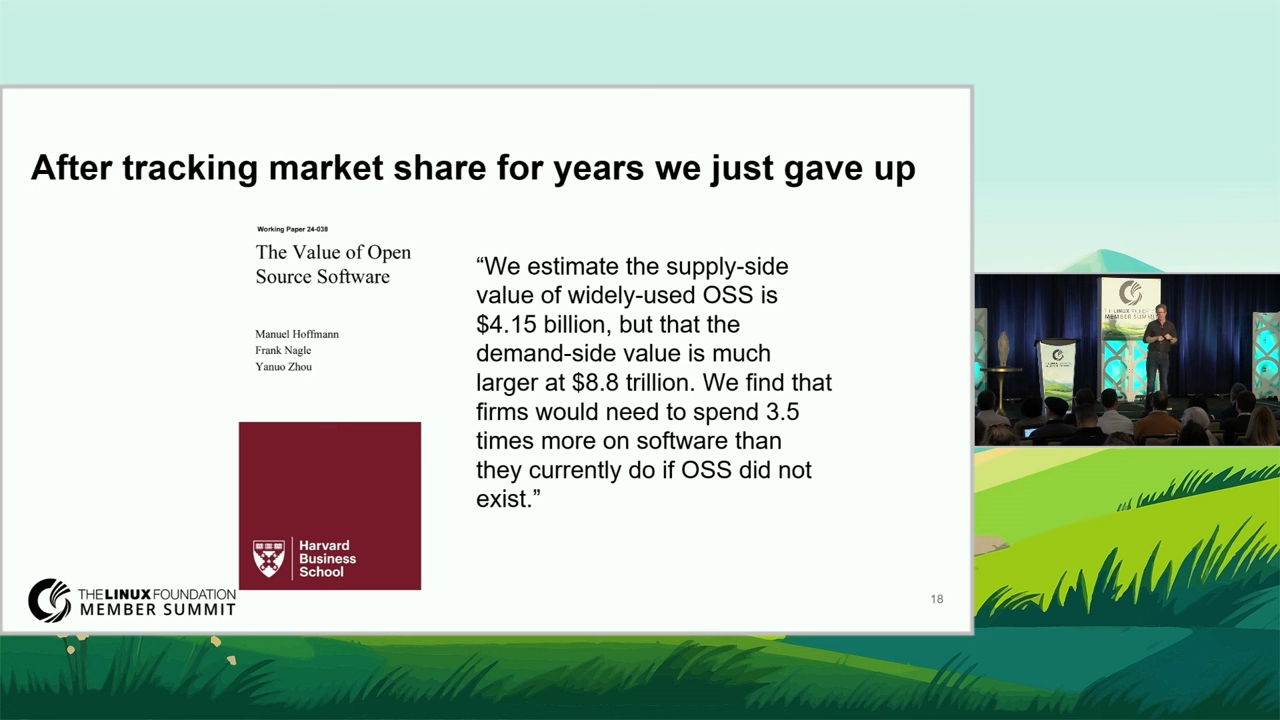 After tracking market share for years we just gave up
Working Paper 24-038
The Value of Open
Source Software
Manuel Hoffmann
Frank Nagle
Yanuo Zhou
“We estimate the supply-side
value of widely-used OSS is
$4.15 billion, but that the
demand-side value is much
larger at $8.8 trillion. We find that
firms would need to spend 3.5
times more on software than
they currently do if OSS did not
exist.”
Harvard
Business
School
THE LINUX FOUNDATION
MEMBER SUMMIT
18
MEMBER SUMMIT